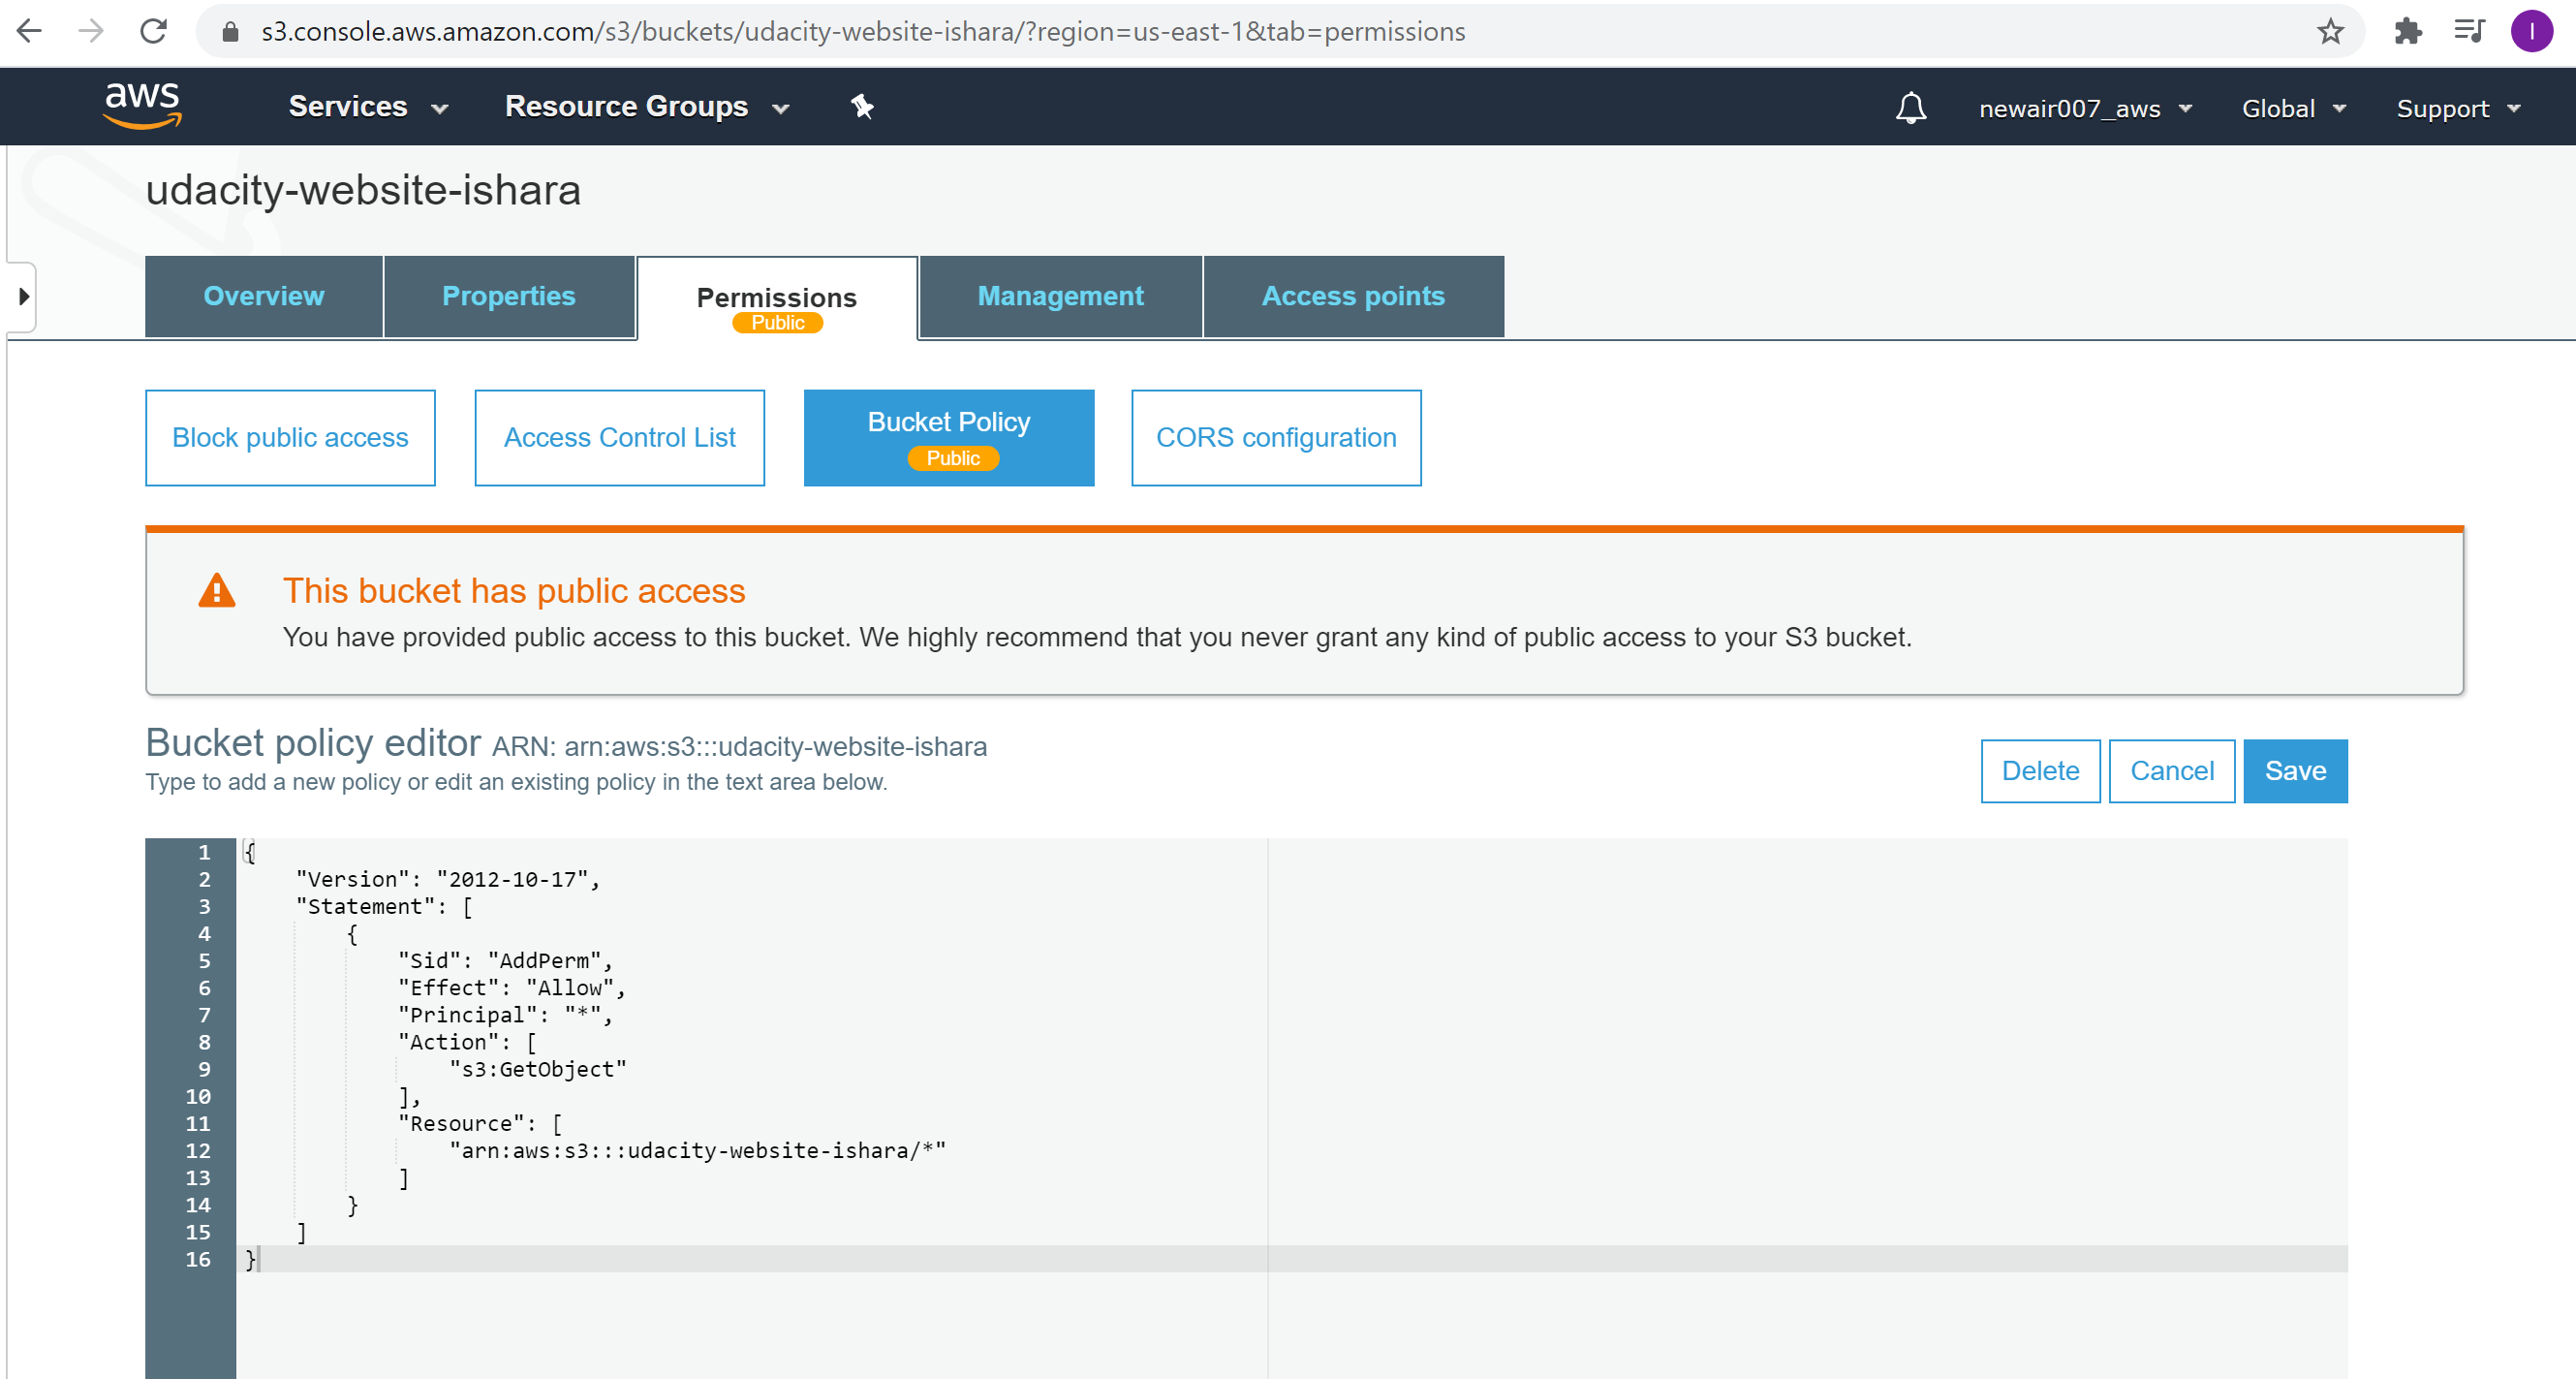 s3.console.aws.amazon.com/s3/buckets/udacity-website-ishara/?region=us-east-1&tab=permissions
I
aws Services Resource Groups newair007_aws Global Support
udacity-website-ishara
Overview Properties Permissions Management Access points
Public
Block public access Access Control List Bucket Policy CORS configuration
Public
This bucket has public access
You have provided public access to this bucket. We highly recommend that you never grant any kind of public access to your S3 bucket.
Bucket policy editor ARN: arn:aws:s3:::udacity-website-ishara
Type to add a new policy or edit an existing policy in the text area below.
Delete Cancel Save
1 {
2 "Version": "2012-10-17",
3 "Statement": [
4 {
5 "Sid": "AddPerm",
6 "Effect": "Allow",
7 "Principal": "*",
8 "Action": [
9 "s3:GetObject"
10 ],
11 "Resource": [
12 "arn:aws:s3:::udacity-website-ishara/*"
13 ]
14 }
15 ]
16 }